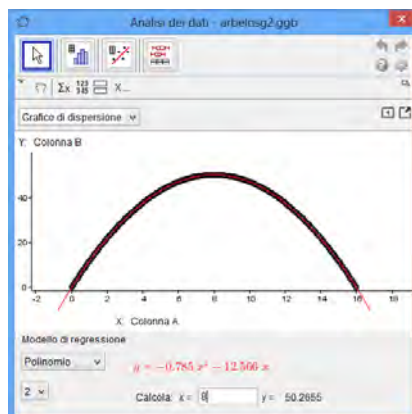 Analisi dei dati - arbelosg2.ggb
Σx 123 X...
Grafico di dispersione
Y: Colonna B
40
20
0
-2 0 2 4 6 8 10 12 14 16 18
X: Colonna A
Modello di regressione
Polinomio y = −0.785 x² − 12.566 x
2 Calcola: x = 8 y = 50.2655